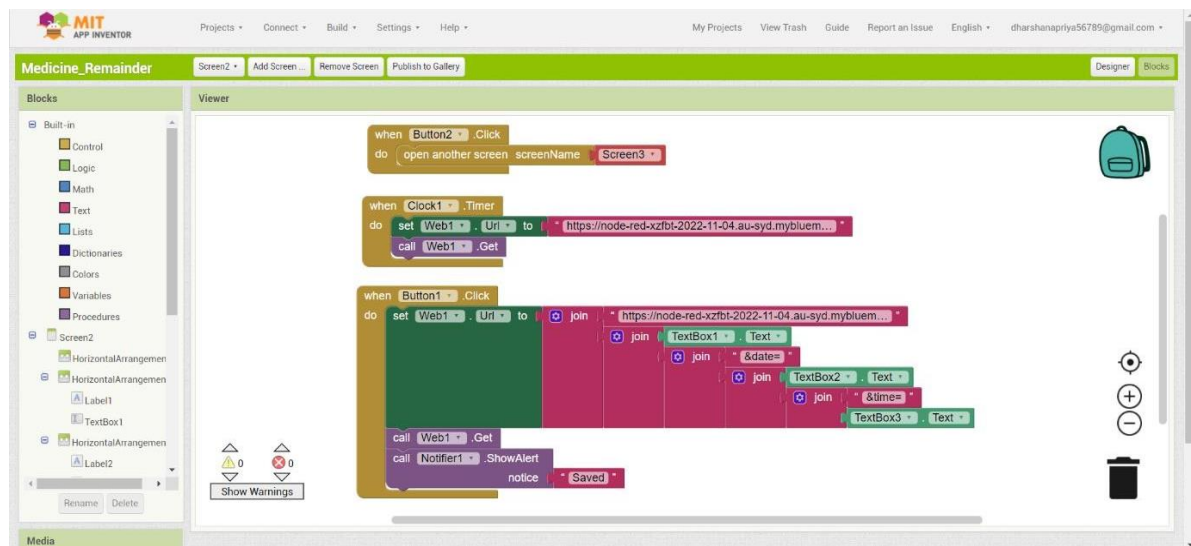 MIT
APP INVENTOR
Projects Connect Build Settings Help My Projects View Trash Guide Report an Issue English dharshanapriya56789@gmail.com
Medicine_Remainder Screen2 Add Screen ... Remove Screen Publish to Gallery Designer Blocks
Blocks Viewer
Built-in
Control
Logic
Math
Text
Lists
Dictionaries
Colors
Variables
Procedures
Screen2
HorizontalArrangemen
HorizontalArrangemen
Label1
TextBox1
HorizontalArrangemen
Label2
Rename Delete
Media
when Button2 .Click
do open another screen screenName Screen3
when Clock1 .Timer
do set Web1 . Url to " https://node-red-xzfbt-2022-11-04.au-syd.mybluem... "
call Web1 .Get
when Button1 .Click
do set Web1 . Url to join " https://node-red-xzfbt-2022-11-04.au-syd.mybluem... "
join TextBox1 . Text
join " &date= "
join TextBox2 . Text
join " &time= "
TextBox3 . Text
call Web1 .Get
call Notifier1 .ShowAlert
notice " Saved "
0 0
Show Warnings